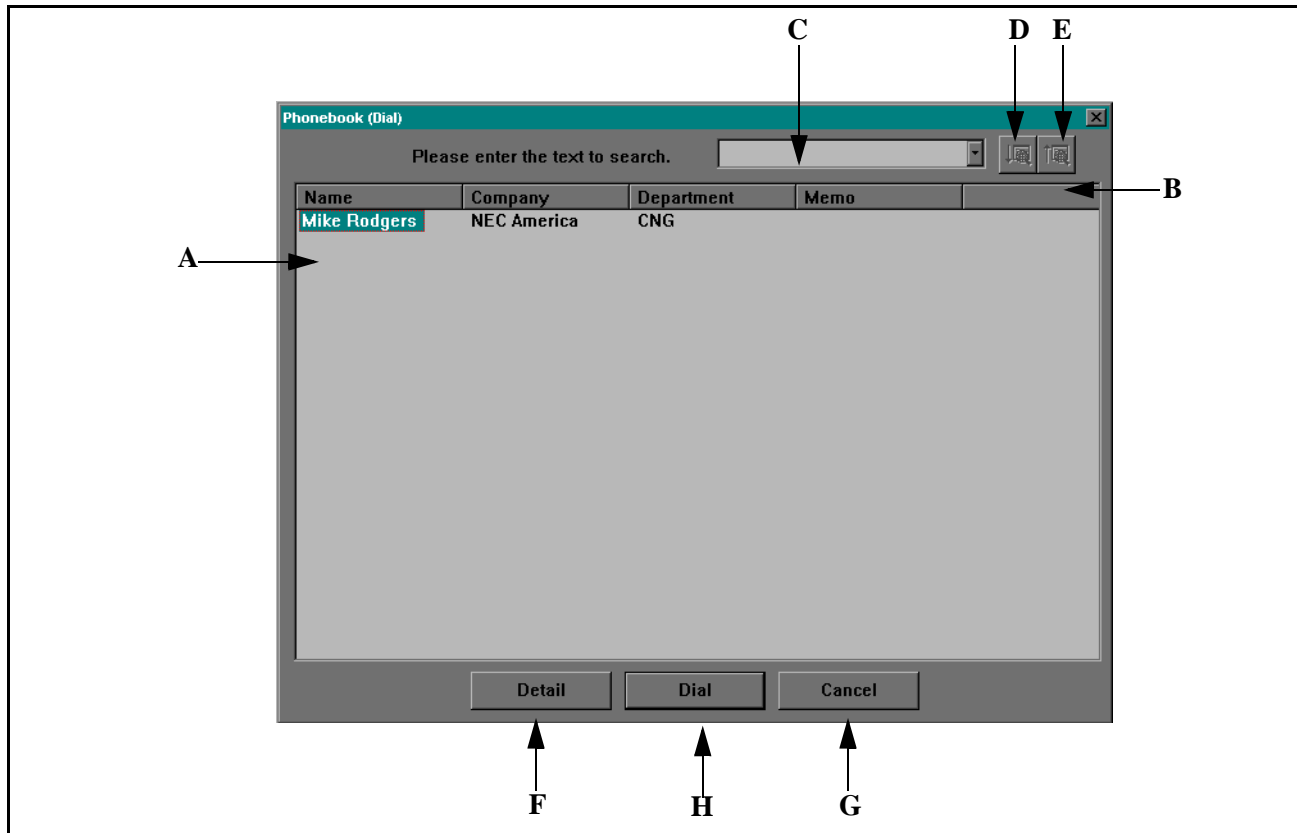 C D E
Phonebook (Dial)
Please enter the text to search.
B
Name Company Department Memo
Mike Rodgers NEC America CNG
A
Detail Dial Cancel
F H G